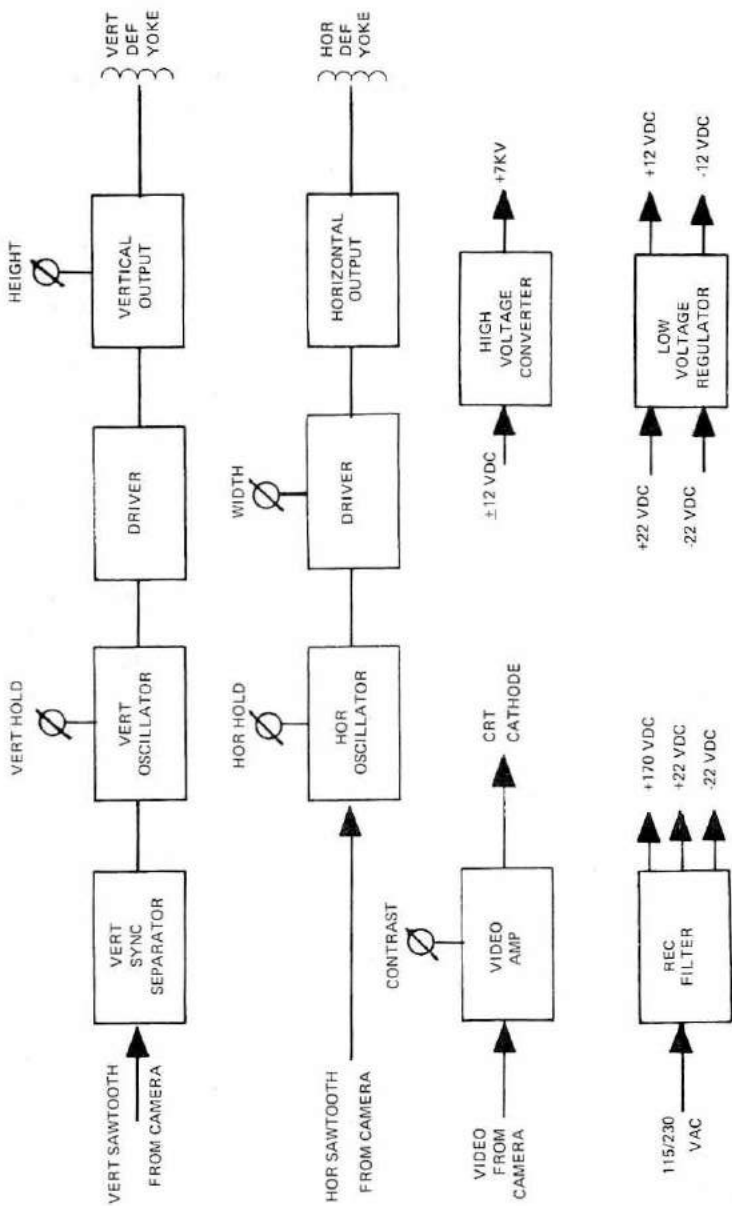 VERT HOLD
HEIGHT
VERT SAWTOOTH
FROM CAMERA
VERT
SYNC
SEPARATOR
VERT
OSCILLATOR
DRIVER
VERTICAL
OUTPUT
VERT
DEF
YOKE
HOR HOLD
WIDTH
HOR SAWTOOTH
FROM CAMERA
HOR
OSCILLATOR
DRIVER
HORIZONTAL
OUTPUT
HOR
DEF
YOKE
CONTRAST
VIDEO
FROM
CAMERA
VIDEO
AMP
CRT
CATHODE
±12 VDC
HIGH
VOLTAGE
CONVERTER
+7KV
115/230
VAC
REC
FILTER
+170 VDC
+22 VDC
-22 VDC
+22 VDC
-22 VDC
LOW
VOLTAGE
REGULATOR
+12 VDC
-12 VDC